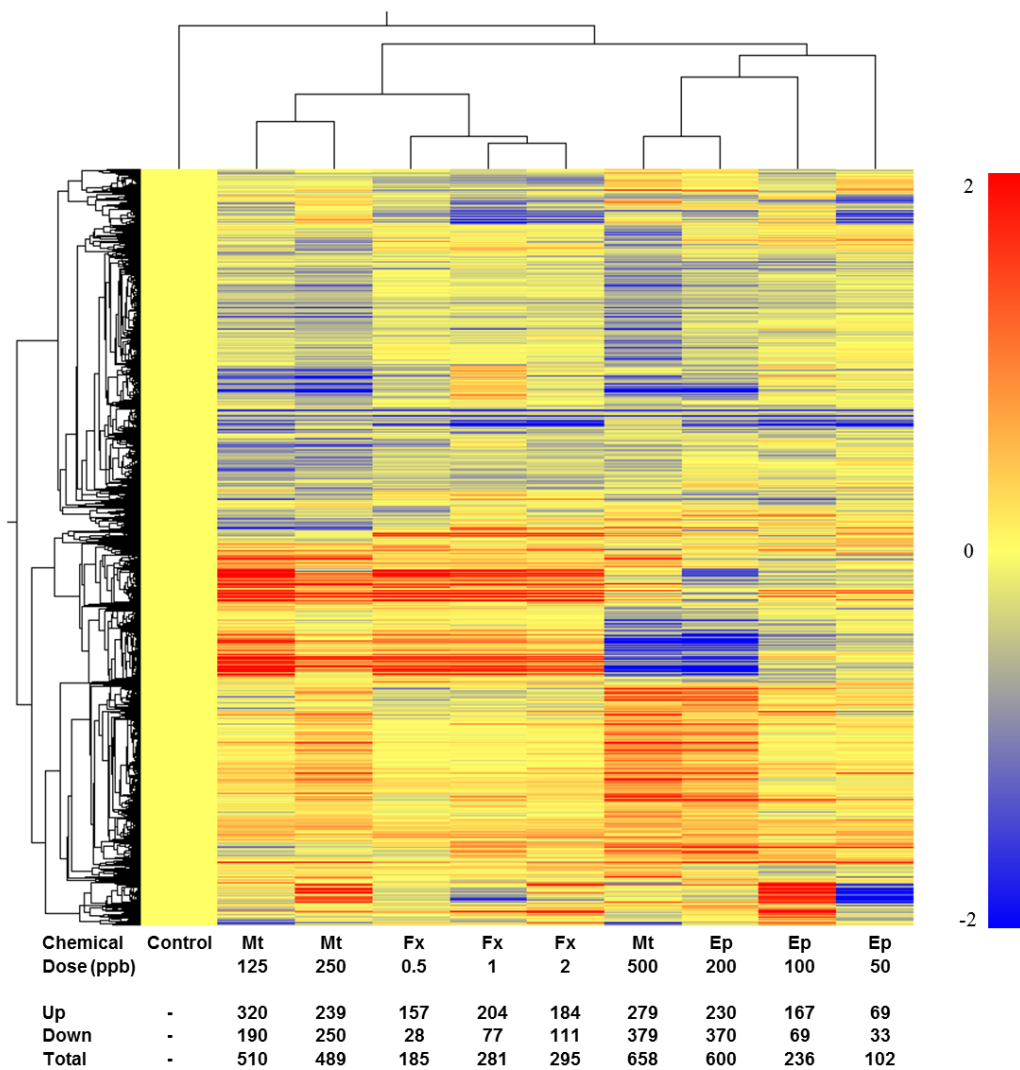 2
0
-2
Chemical Control Mt Mt Fx Fx Fx Mt Ep Ep Ep
Dose (ppb) 125 250 0.5 1 2 500 200 100 50
Up - 320 239 157 204 184 279 230 167 69
Down - 190 250 28 77 111 379 370 69 33
Total - 510 489 185 281 295 658 600 236 102